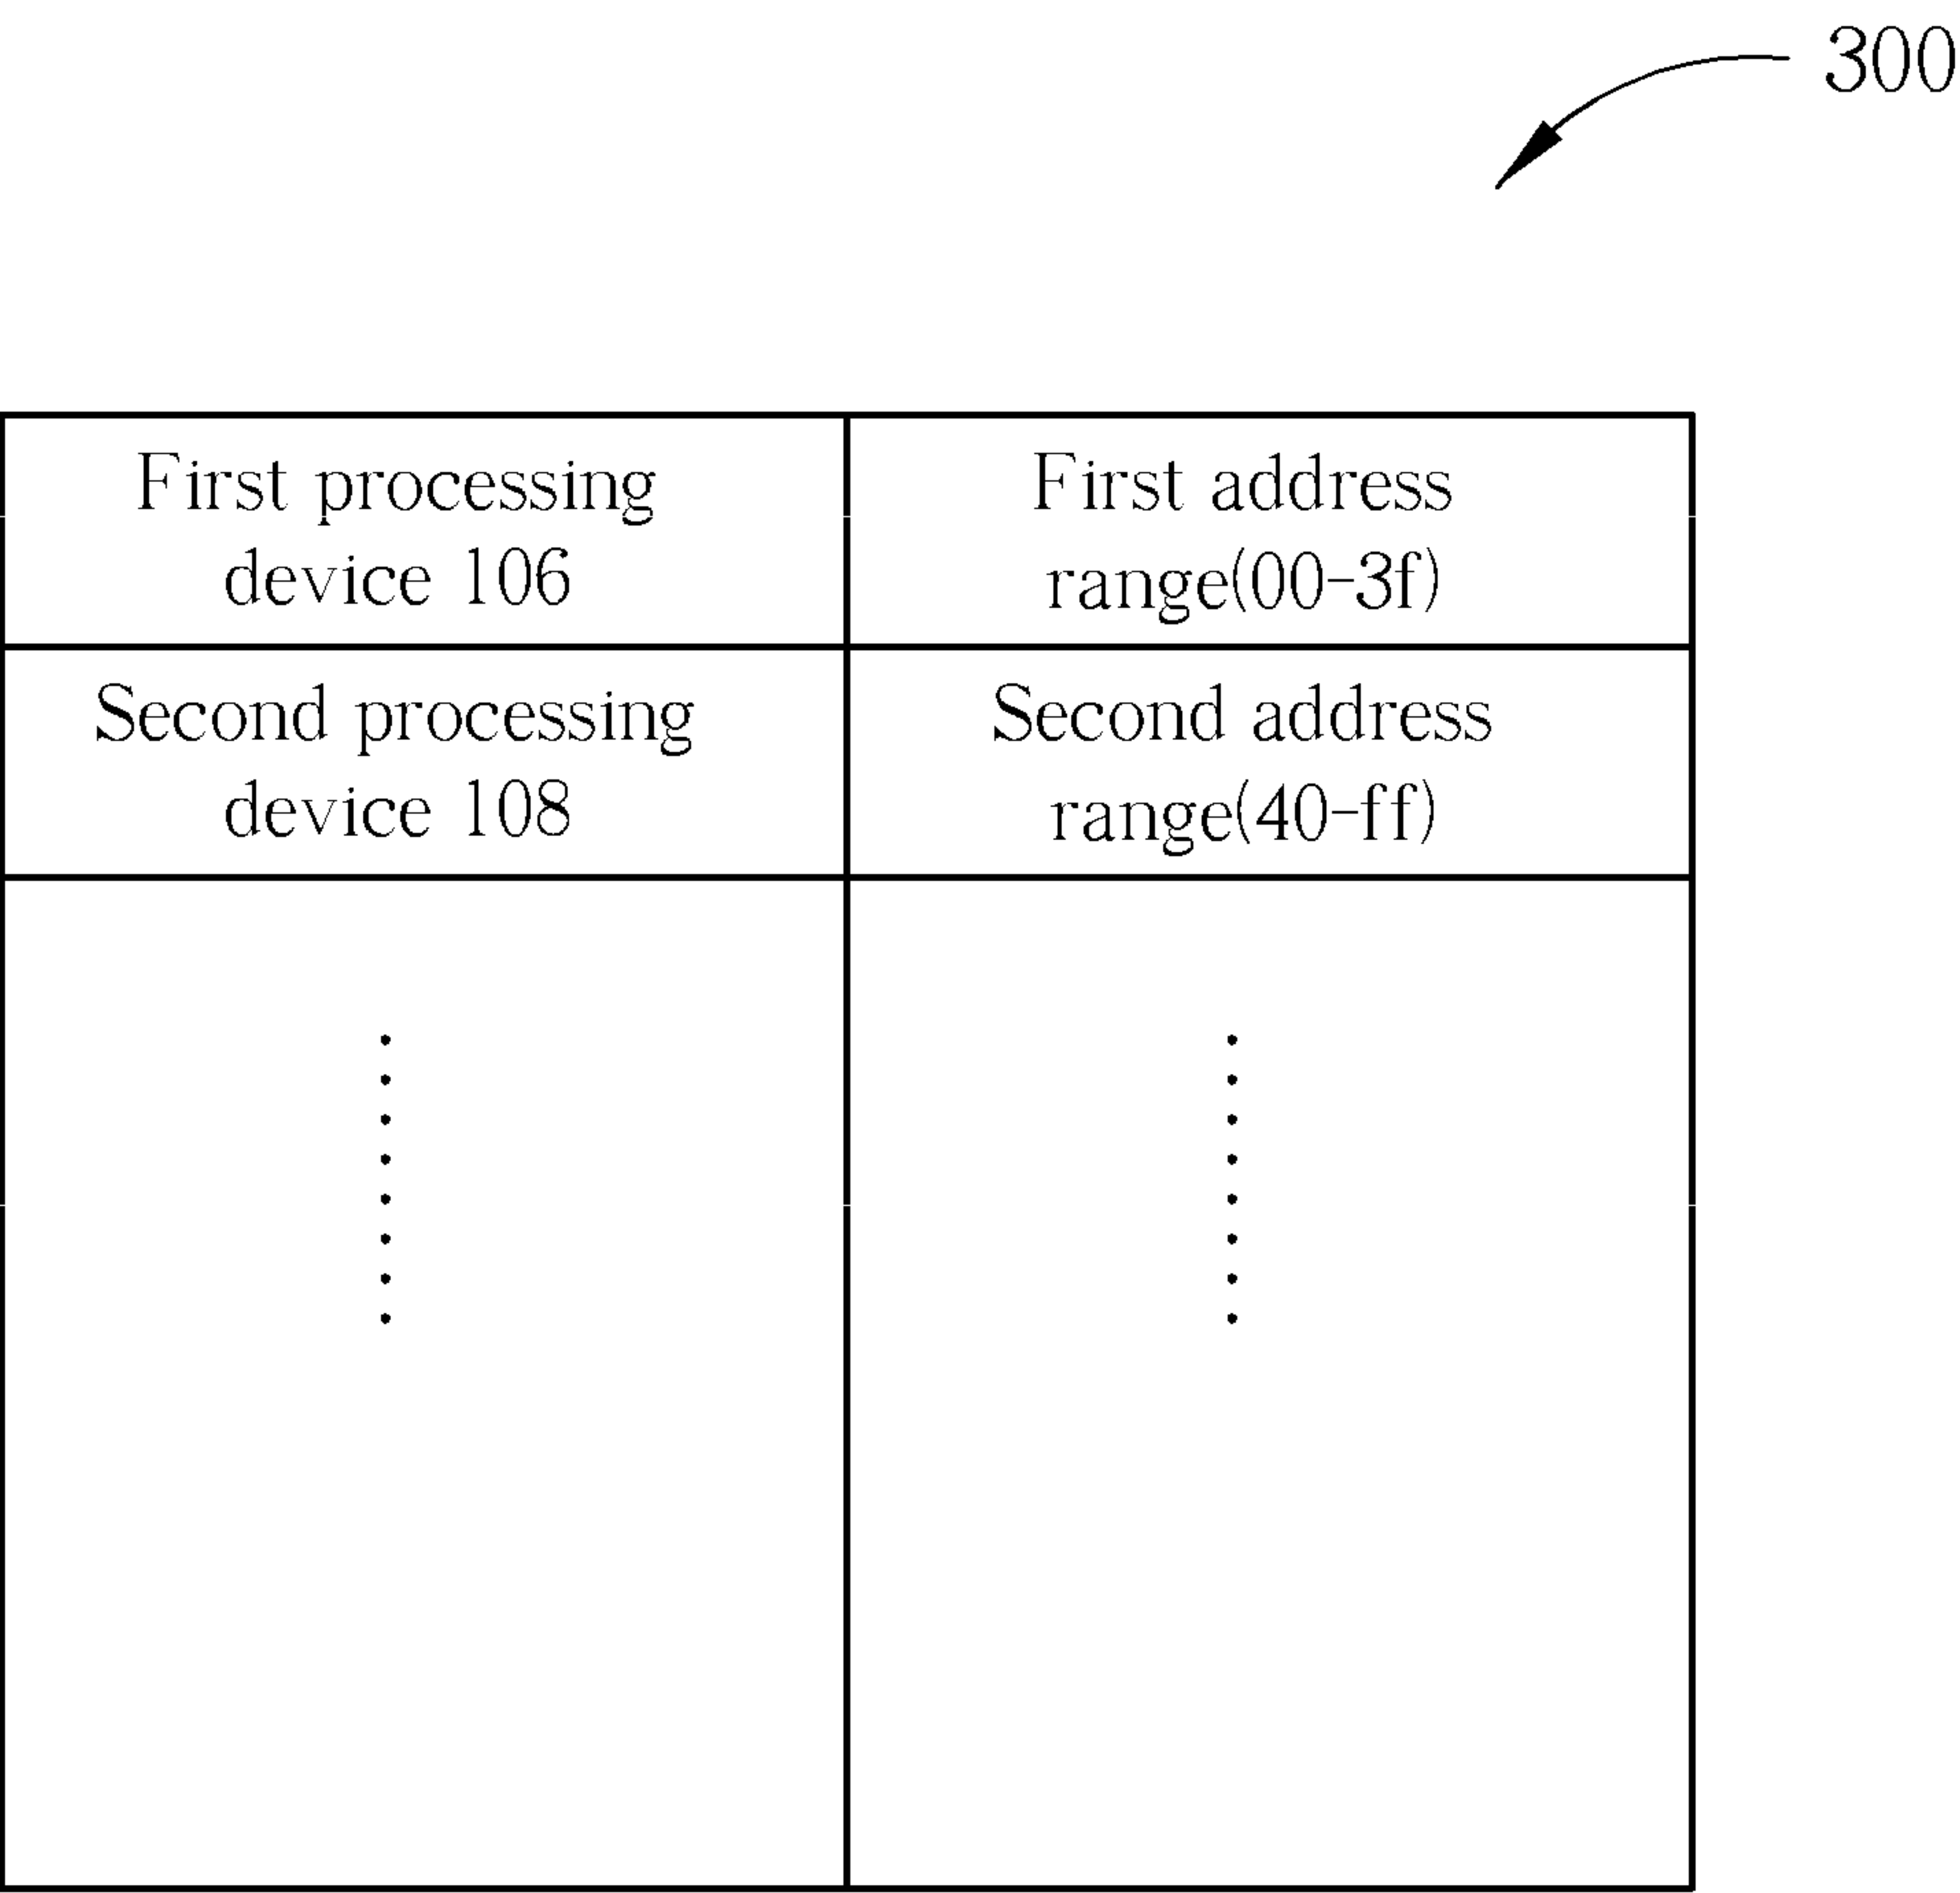 300
First processing
device 106
First address
range(00-3f)
Second processing
device 108
Second address
range(40-ff)